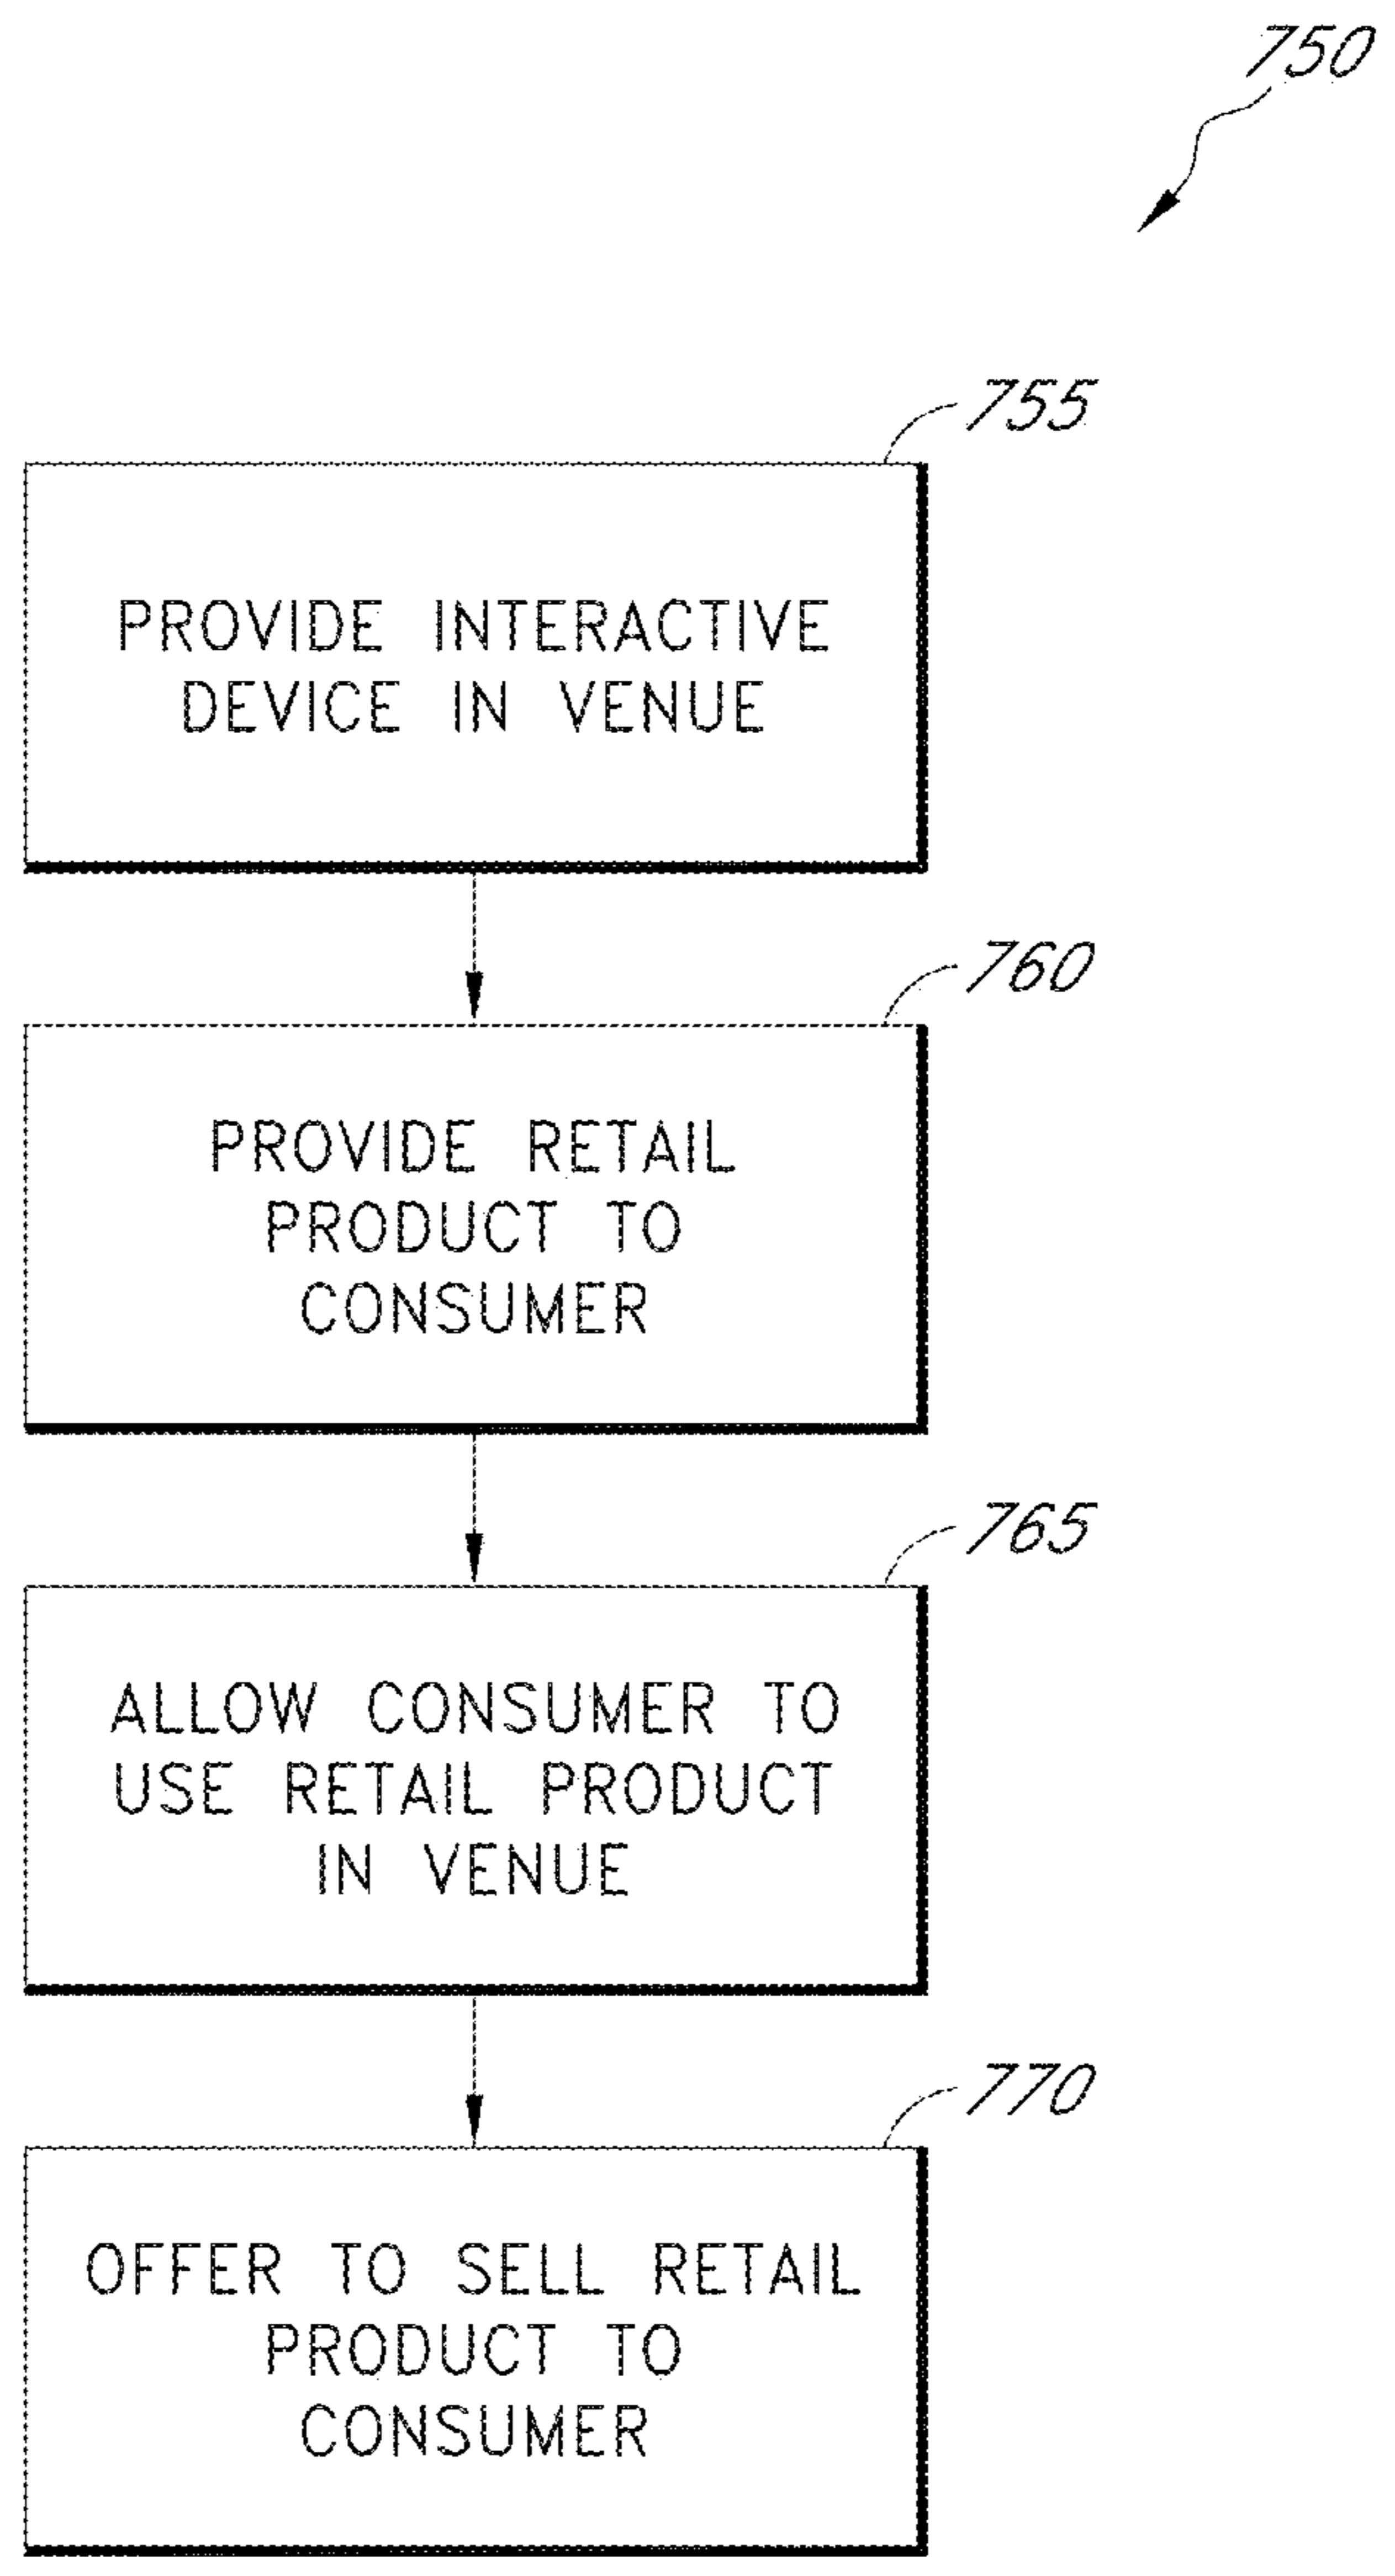 750
755
PROVIDE INTERACTIVE
DEVICE IN VENUE
760
PROVIDE RETAIL
PRODUCT TO
CONSUMER
765
ALLOW CONSUMER TO
USE RETAIL PRODUCT
IN VENUE
770
OFFER TO SELL RETAIL
PRODUCT TO
CONSUMER